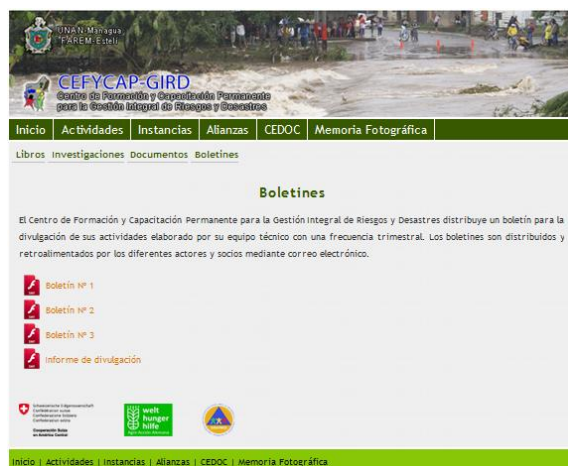 UNAN-Managua
FAREM-Estelí
CEFYCAP-GIRD
Centro de Formación y Capacitación Permanente
para la Gestión Integral de Riesgos y Desastres
Inicio Actividades Instancias Alianzas CEDOC Memoria Fotográfica
Libros Investigaciones Documentos Boletines
Boletines
El Centro de Formación y Capacitación Permanente para la Gestión Integral de Riesgos y Desastres distribuye un boletín para la
divulgación de sus actividades elaborado por su equipo técnico con una frecuencia trimestral. Los boletines son distribuidos y
retroalimentados por los diferentes actores y socios mediante correo electrónico.
Boletín Nº 1
Boletín Nº 2
Boletín Nº 3
Informe de divulgación
Schweizerische Eidgenossenschaft
Confédération suisse
Confederazione Svizzera
Confederaziun svizra
Cooperación Suiza
en América Central
welt
hunger
hilfe
Inicio | Actividades | Instancias | Alianzas | CEDOC | Memoria Fotográfica